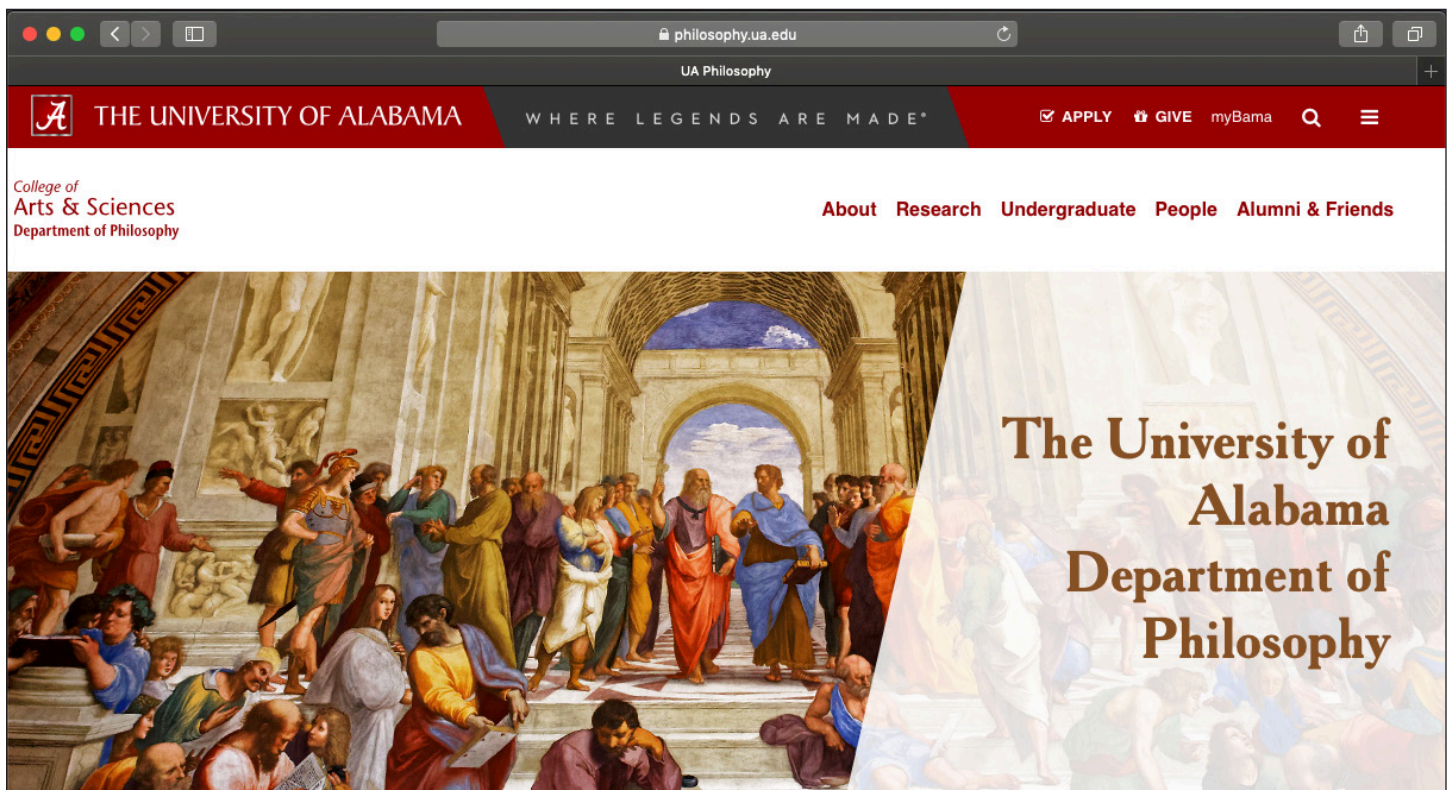 philosophy.ua.edu
UA Philosophy
A THE UNIVERSITY OF ALABAMA WHERE LEGENDS ARE MADE® APPLY GIVE myBama
College of
Arts & Sciences
Department of Philosophy
About Research Undergraduate People Alumni & Friends
The University of
Alabama
Department of
Philosophy